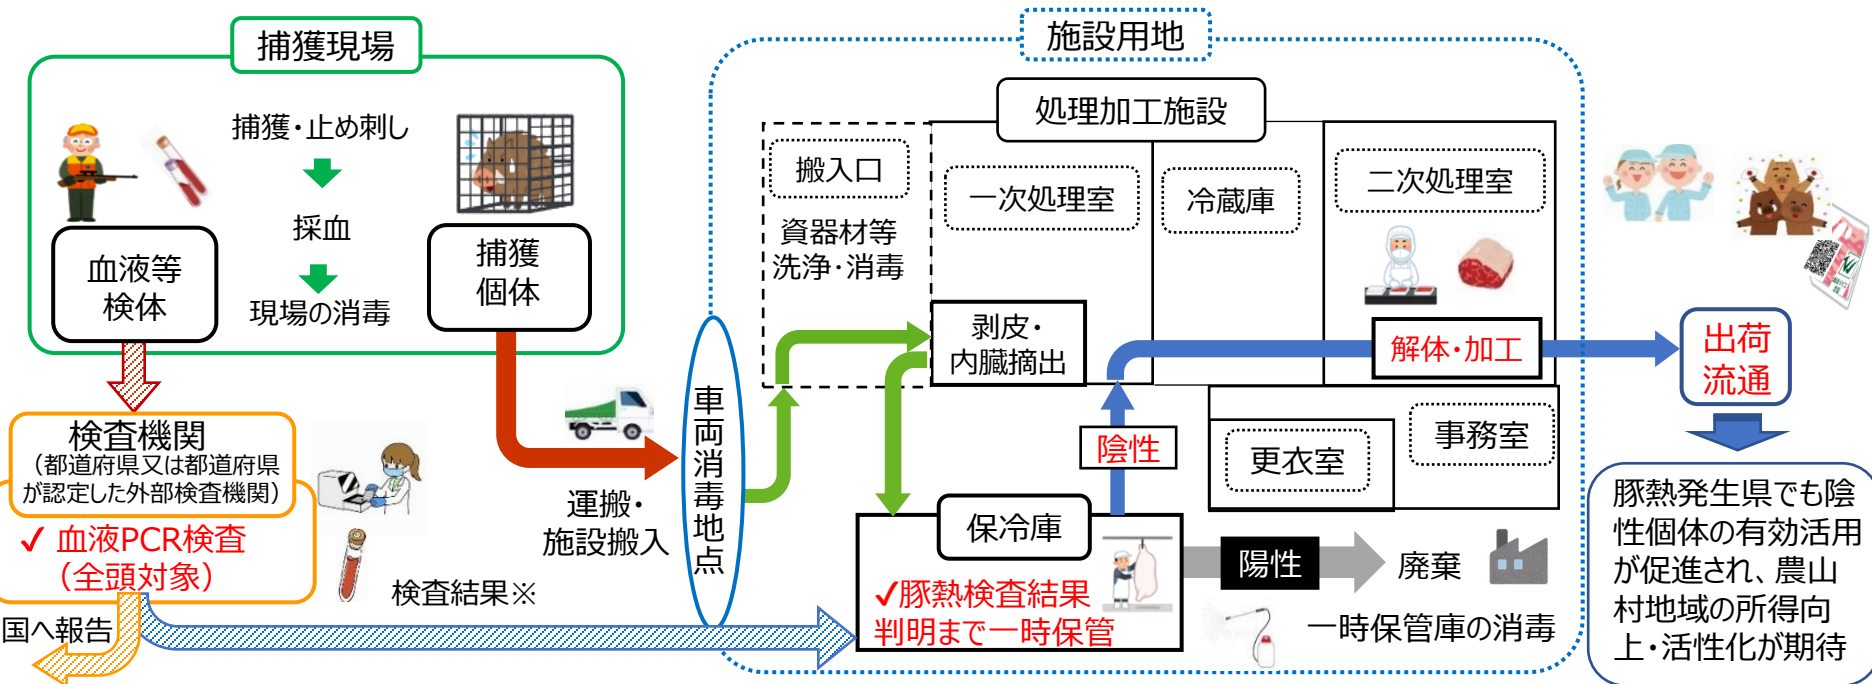 捕獲現場
捕獲・止め刺し
採血
現場の消毒
血液等
検体
捕獲
個体
検査機関
（都道府県又は都道府県
が認定した外部検査機関）
✓ 血液PCR検査
（全頭対象）
国へ報告
検査結果※
運搬・
施設搬入
車両消毒地点
施設用地
処理加工施設
搬入口
資器材等
洗浄・消毒
一次処理室
冷蔵庫
二次処理室
剥皮・
内臓摘出
解体・加工
陰性
更衣室
事務室
保冷庫
✓豚熱検査結果
判明まで一時保管
陽性
廃棄
一時保管庫の消毒
出荷
流通
豚熱発生県でも陰
性個体の有効活用
が促進され、農山
村地域の所得向
上・活性化が期待